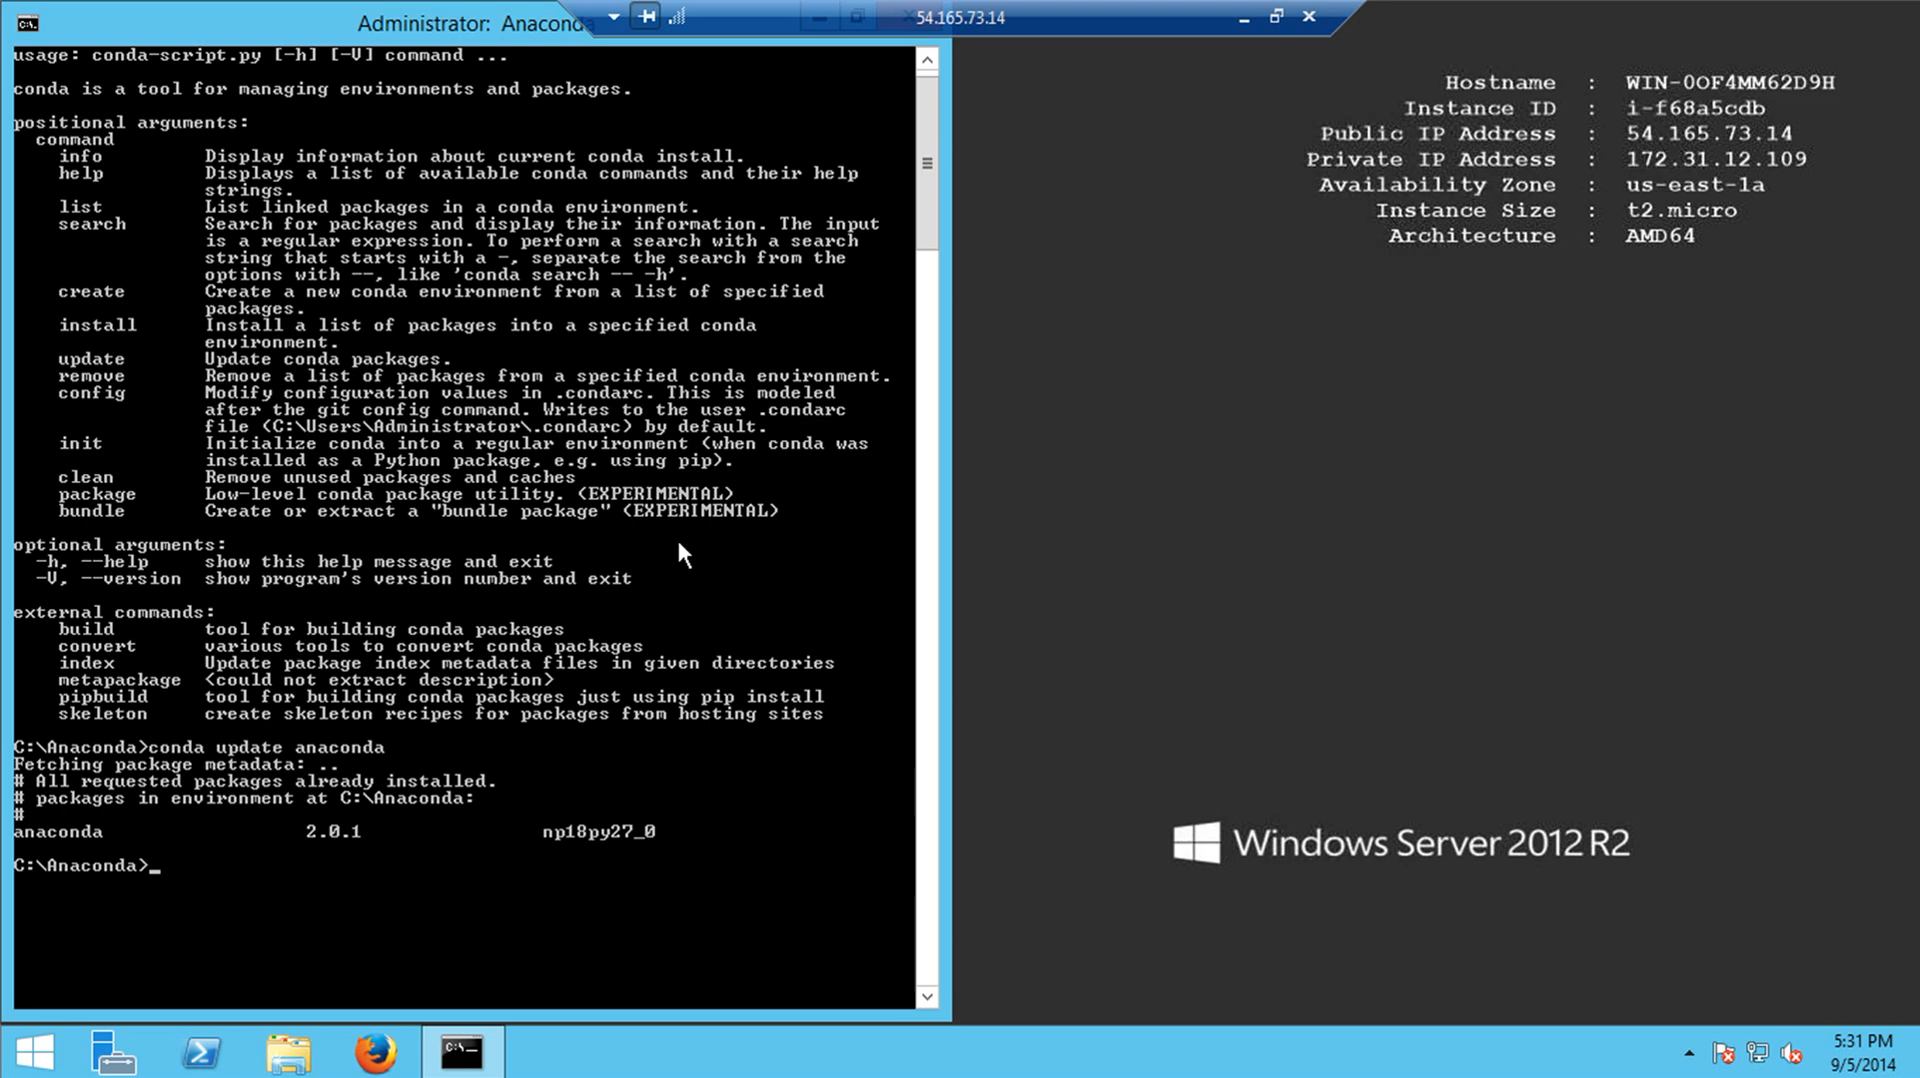 Administrator: Anaconda
54.165.73.14
usage: conda-script.py [-h] [-V] command ...
conda is a tool for managing environments and packages.
positional arguments:
command
info Display information about current conda install.
help Displays a list of available conda commands and their help
strings.
list List linked packages in a conda environment.
search Search for packages and display their information. The input
is a regular expression. To perform a search with a search
string that starts with a -, separate the search from the
options with --, like 'conda search -- -h'.
create Create a new conda environment from a list of specified
packages.
install Install a list of packages into a specified conda
environment.
update Update conda packages.
remove Remove a list of packages from a specified conda environment.
config Modify configuration values in .condarc. This is modeled
after the git config command. Writes to the user .condarc
file (C:\Users\Administrator\.condarc) by default.
init Initialize conda into a regular environment (when conda was
installed as a Python package, e.g. using pip).
clean Remove unused packages and caches
package Low-level conda package utility. (EXPERIMENTAL)
bundle Create or extract a "bundle package" (EXPERIMENTAL)
optional arguments:
-h, --help show this help message and exit
-V, --version show program's version number and exit
external commands:
build tool for building conda packages
convert various tools to convert conda packages
index Update package index metadata files in given directories
metapackage <could not extract description>
pipbuild tool for building conda packages just using pip install
skeleton create skeleton recipes for packages from hosting sites
C:\Anaconda>conda update anaconda
Fetching package metadata: ..
# All requested packages already installed.
# packages in environment at C:\Anaconda:
#
anaconda 2.0.1 np18py27_0
C:\Anaconda>_
Hostname : WIN-0OF4MM62D9H
Instance ID : i-f68a5cdb
Public IP Address : 54.165.73.14
Private IP Address : 172.31.12.109
Availability Zone : us-east-1a
Instance Size : t2.micro
Architecture : AMD64
Windows Server 2012 R2
5:31 PM
9/5/2014